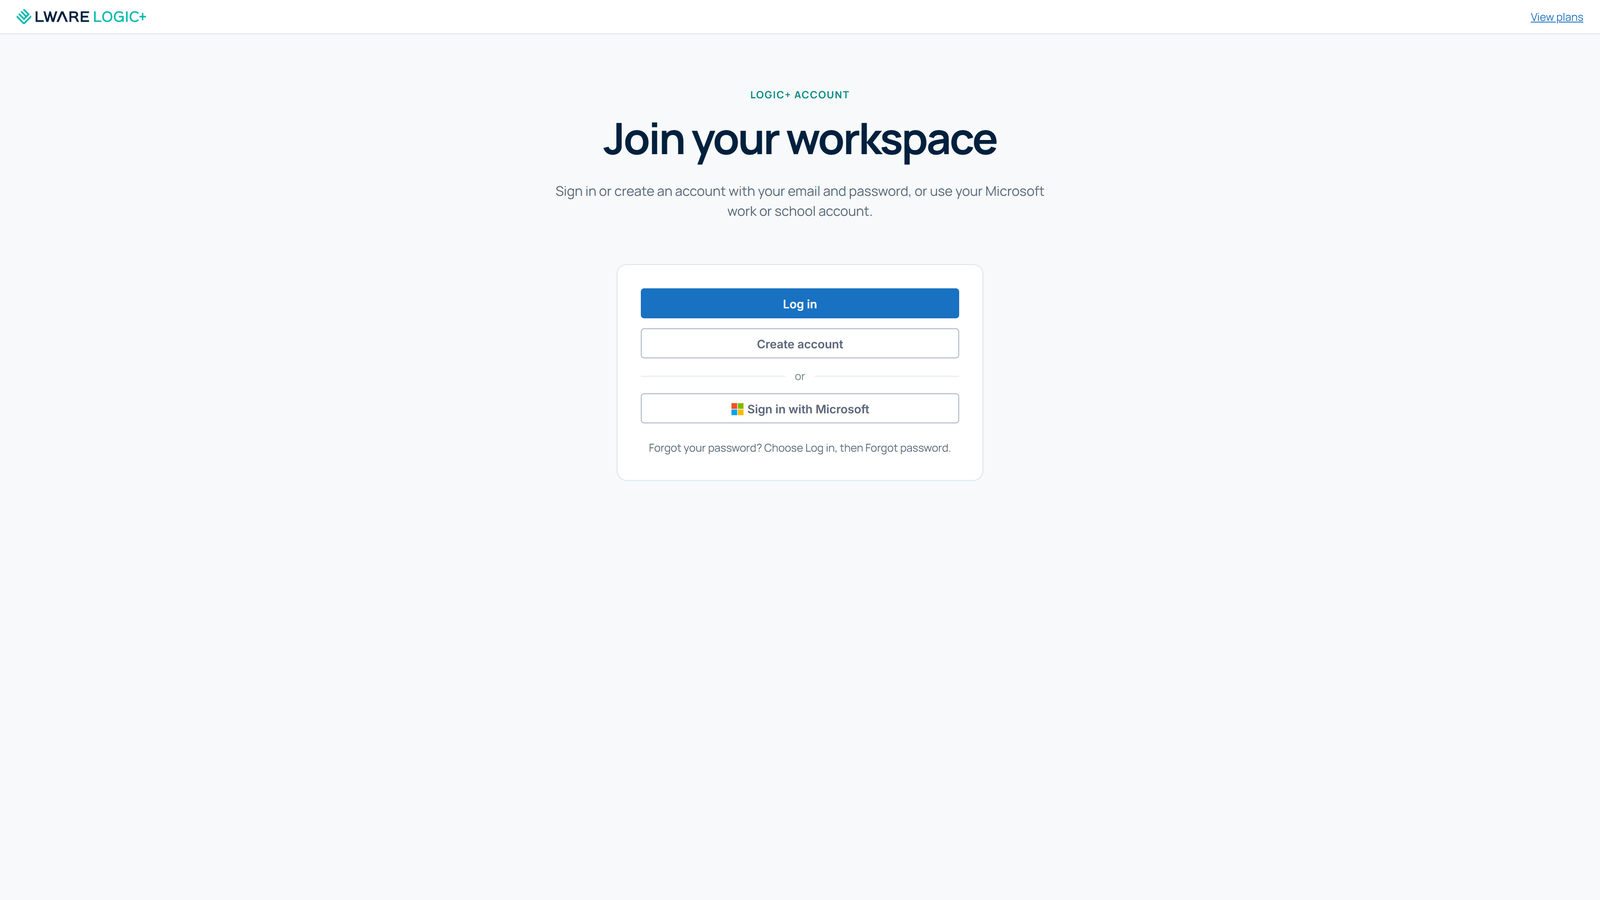 LWARE LOGIC+
View plans
LOGIC+ ACCOUNT
Join your workspace
Sign in or create an account with your email and password, or use your Microsoft
work or school account.
Log in
Create account
or
Sign in with Microsoft
Forgot your password? Choose Log in, then Forgot password.